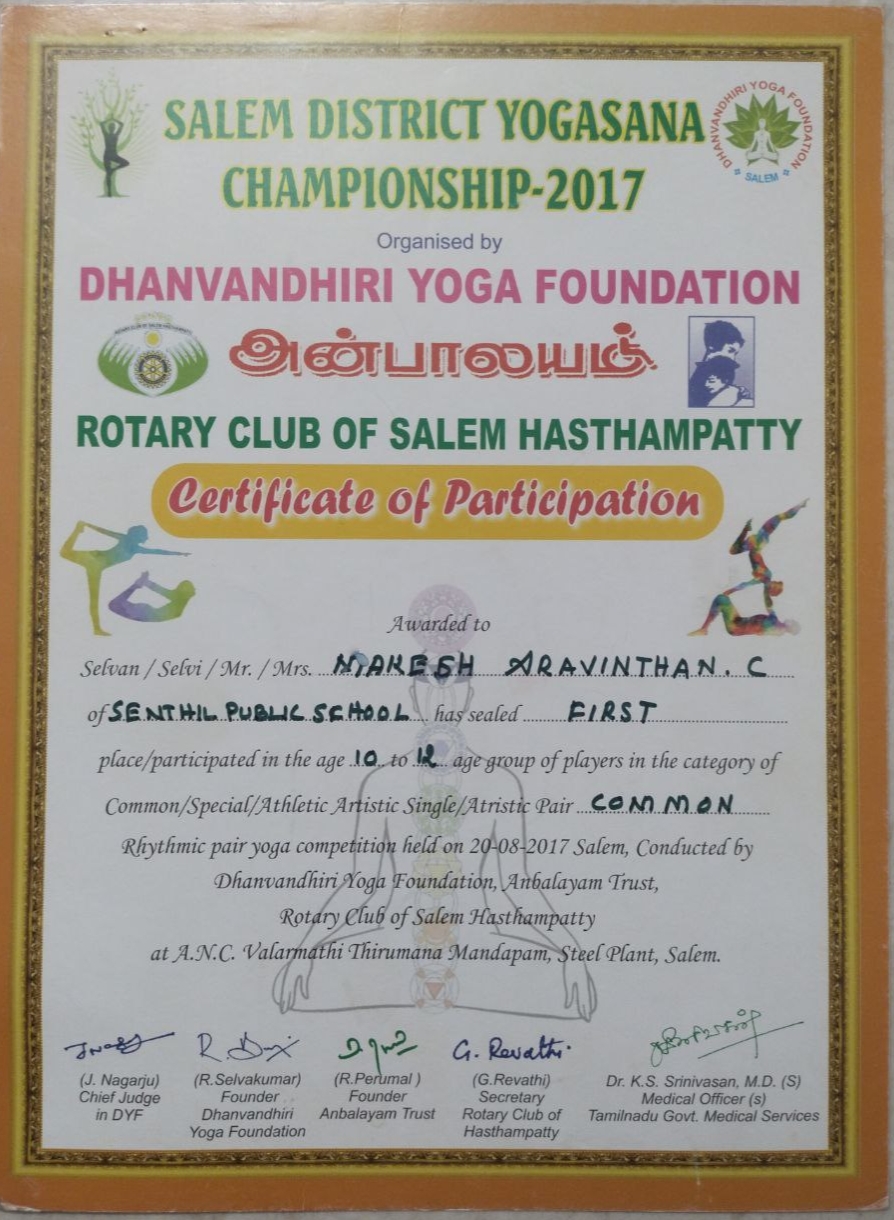 SALEM DISTRICT YOGASANA
CHAMPIONSHIP-2017
DHANVANDHIRI YOGA FOUNDATION
SALEM
Organised by
DHANVANDHIRI YOGA FOUNDATION
அன்பாலயம்
ROTARY CLUB OF SALEM HASTHAMPATTY
Certificate of Participation
Awarded to
Selvan / Selvi / Mr. / Mrs. MAKESH ARAVINTHAN. C
of SENTHIL PUBLIC SCHOOL has sealed FIRST
place/participated in the age 10 to 12 age group of players in the category of
Common/Special/Athletic Artistic Single/Atristic Pair COMMON
Rhythmic pair yoga competition held on 20-08-2017 Salem, Conducted by
Dhanvandhiri Yoga Foundation, Anbalayam Trust,
Rotary Club of Salem Hasthampatty
at A.N.C. Valarmathi Thirumana Mandapam, Steel Plant, Salem.
G. Revathi
(J. Nagarju) (R.Selvakumar) (R.Perumal ) (G.Revathi) Dr. K.S. Srinivasan, M.D. (S)
Chief Judge Founder Founder Secretary Medical Officer (s)
in DYF Dhanvandhiri Anbalayam Trust Rotary Club of Tamilnadu Govt. Medical Services
Yoga Foundation Hasthampatty